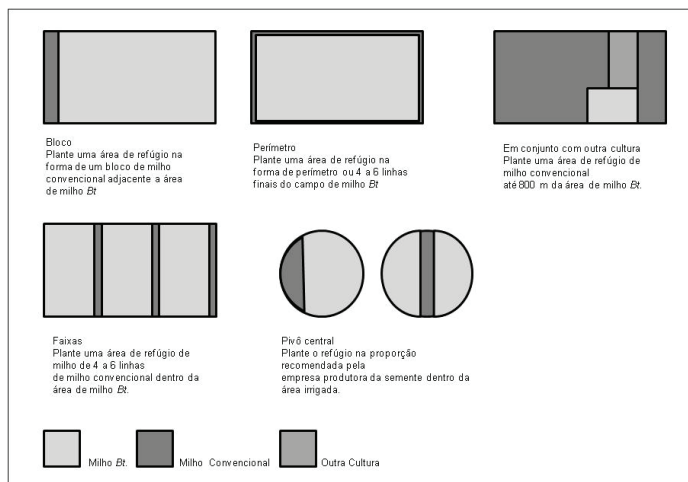 Bloco
Plante uma área de refúgio na
forma de um bloco de milho
convencional adjacente a área
de milho Bt
Perímetro
Plante uma área de refúgio na
forma de perímetro ou 4 a 6 linhas
finais do campo de milho Bt
Em conjunto com outra cultura
Plante uma área de refúgio de
milho convencional
até 800 m da área de milho Bt.
Faixas
Plante uma área de refúgio de
milho de 4 a 6 linhas
de milho convencional dentro da
área de milho Bt.
Pivô central
Plante o refúgio na proporção
recomendada pela
empresa produtora da semente dentro da
área irrigada.
Milho Bt. Milho Convencional Outra Cultura